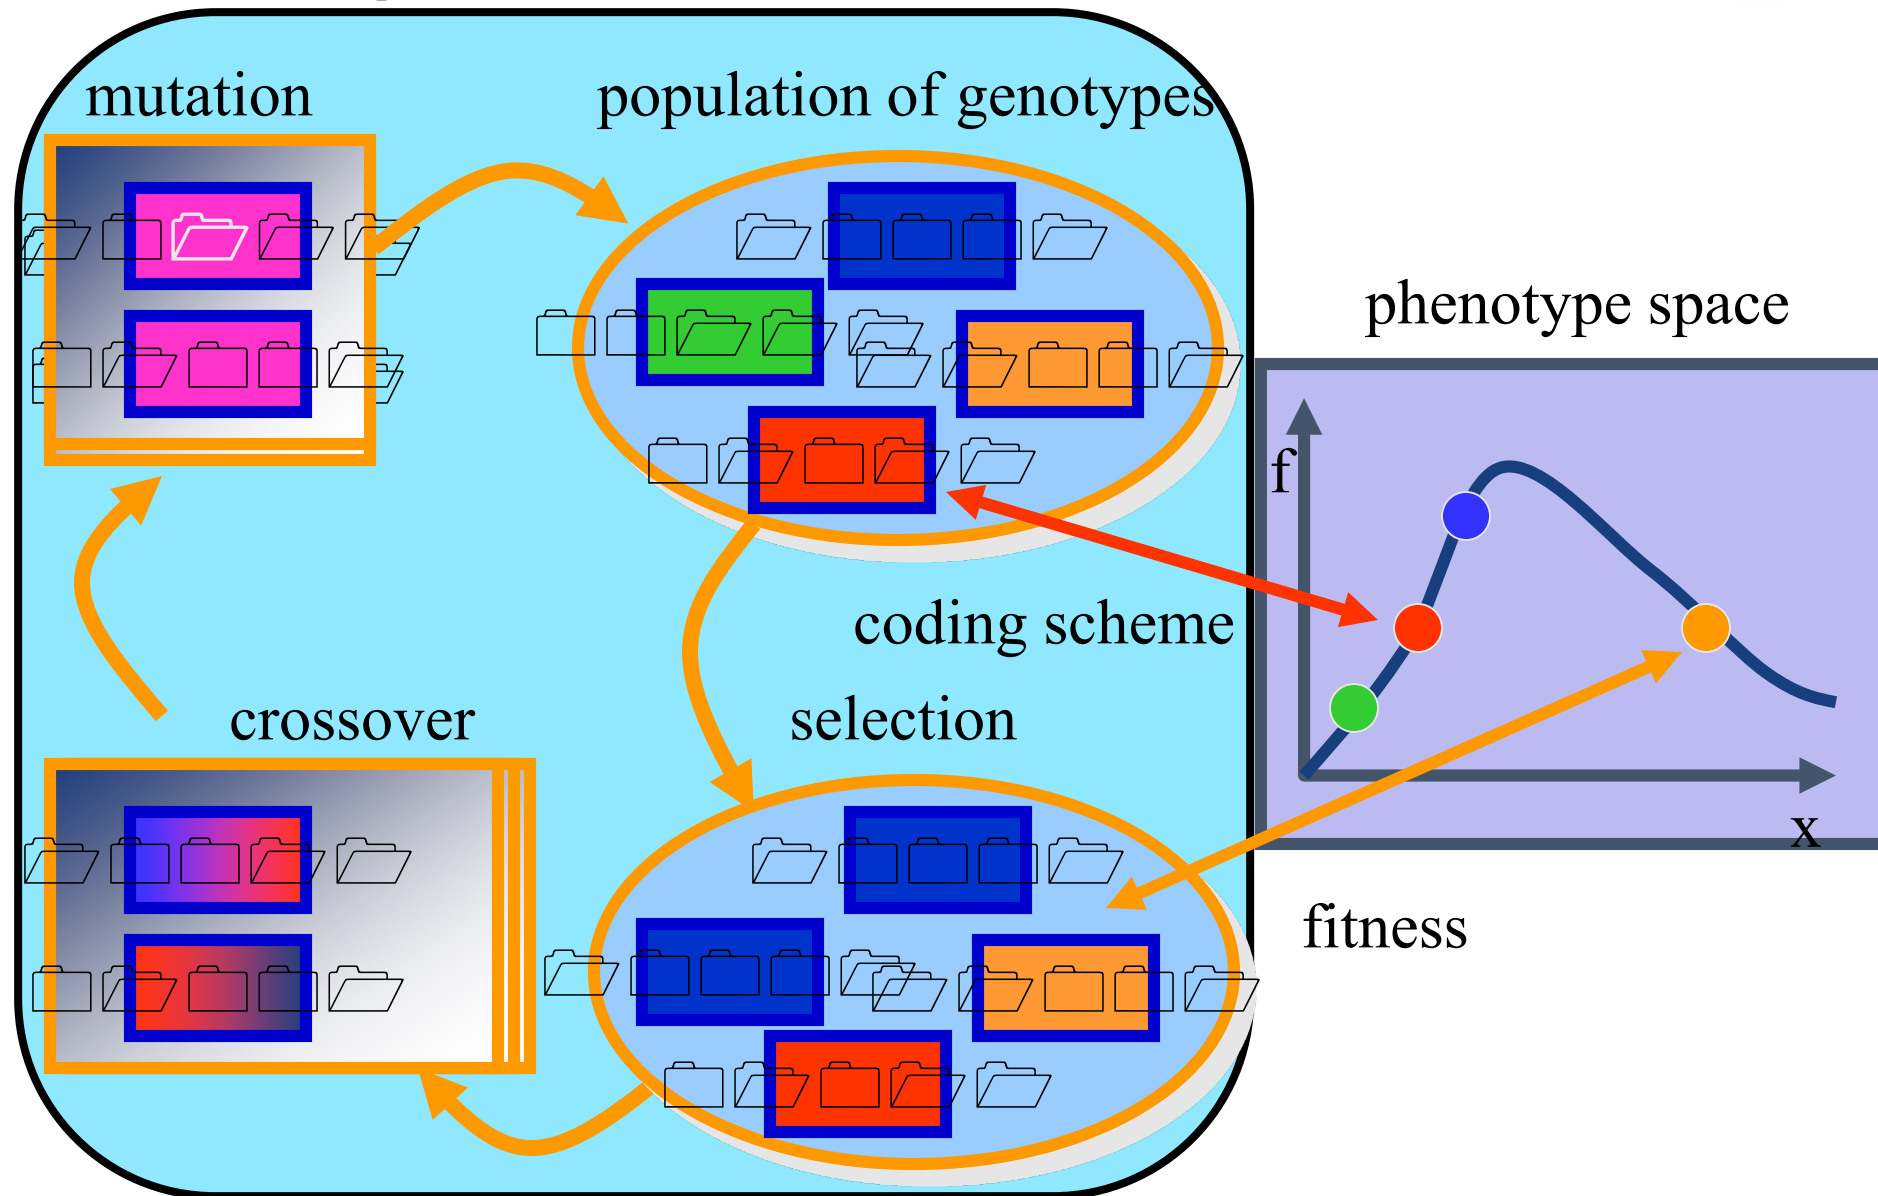 mutation
population of genotypes
phenotype space
f
coding scheme
crossover
selection
x
fitness